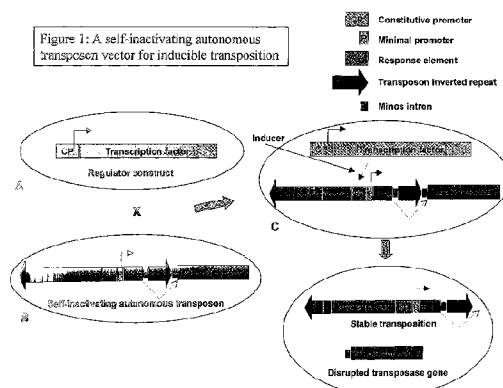 Figure 1: A self-inactivating autonomous
transposon vector for inducible transposition
Constitutive promoter
Minimal promoter
Response element
Transposon inverted repeat
Minos intron
CP
Transcription factor
Regulator construct
A
X
Self-inactivating autonomous transposon
B
Inducer
Transcription factor
C
Stable transposition
Disrupted transposase gene